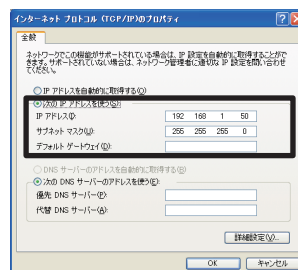 インターネット プロトコル (TCP/IP)のプロパティ
全般
ネットワークでこの機能がサポートされている場合は、IP 設定を自動的に取得することがで
きます。サポートされていない場合は、ネットワーク管理者に適切な IP 設定を問い合わせ
てください。
IP アドレスを自動的に取得する(O)
次の IP アドレスを使う(S):
IP アドレス(I):
192 168 1 50
サブネット マスク(U):
255 255 255 0
デフォルト ゲートウェイ(D):
DNS サーバーのアドレスを自動的に取得する(B)
次の DNS サーバーのアドレスを使う(E):
優先 DNS サーバー(P):
代替 DNS サーバー(A):
詳細設定(V)...
OK キャンセル